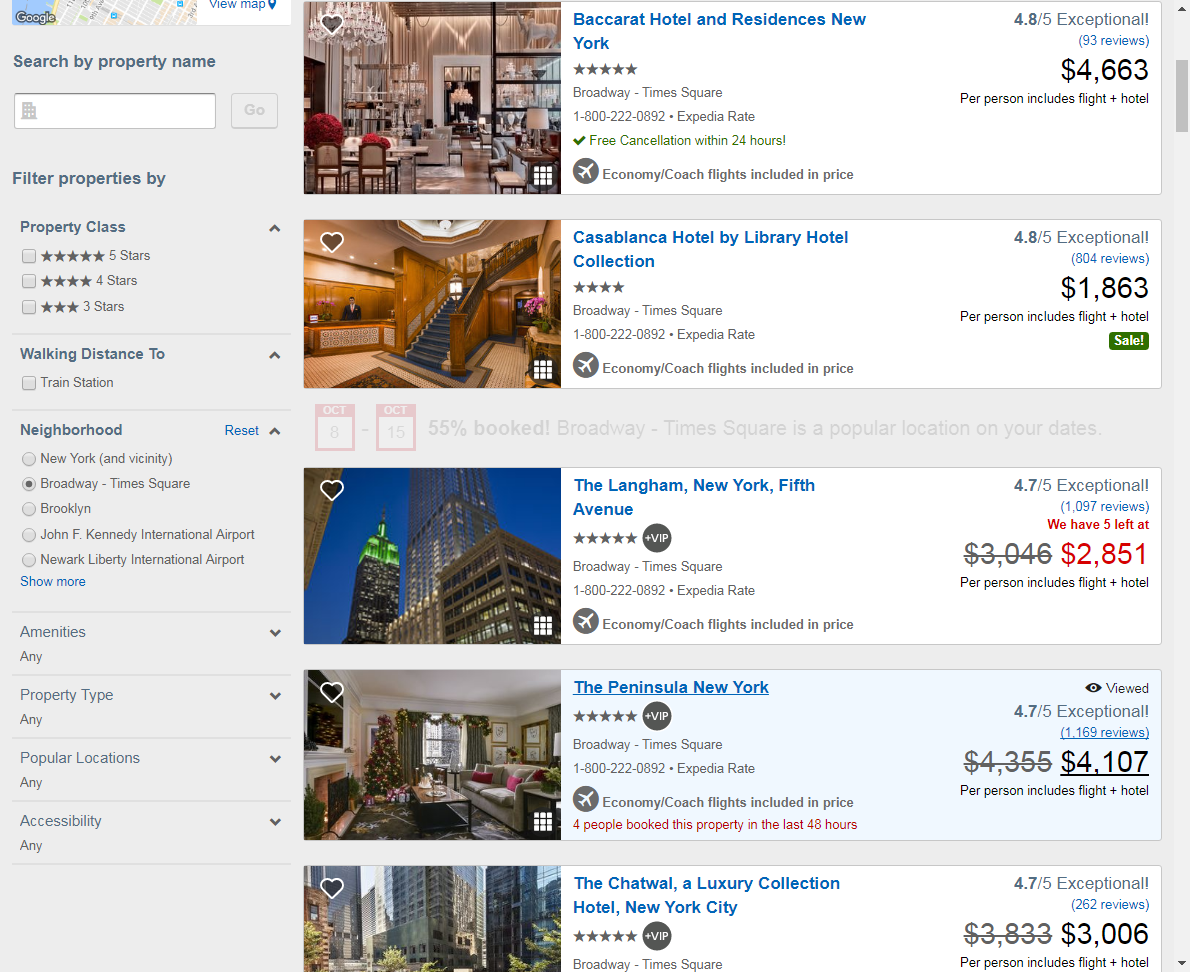 Google
View map
Search by property name
Go
Filter properties by
Property Class
★★★★★ 5 Stars
★★★★ 4 Stars
★★★ 3 Stars
Walking Distance To
Train Station
Neighborhood
Reset
New York (and vicinity)
Broadway - Times Square
Brooklyn
John F. Kennedy International Airport
Newark Liberty International Airport
Show more
Amenities
Any
Property Type
Any
Popular Locations
Any
Accessibility
Any
Baccarat Hotel and Residences New
York
★★★★★
Broadway - Times Square
1-800-222-0892 • Expedia Rate
Free Cancellation within 24 hours!
Economy/Coach flights included in price
4.8/5 Exceptional!
(93 reviews)
$4,663
Per person includes flight + hotel
Casablanca Hotel by Library Hotel
Collection
★★★★
Broadway - Times Square
1-800-222-0892 • Expedia Rate
Economy/Coach flights included in price
4.8/5 Exceptional!
(804 reviews)
$1,863
Per person includes flight + hotel
Sale!
OCT
8
-
OCT
15
55% booked! Broadway - Times Square is a popular location on your dates.
The Langham, New York, Fifth
Avenue
★★★★★ +VIP
Broadway - Times Square
1-800-222-0892 • Expedia Rate
Economy/Coach flights included in price
4.7/5 Exceptional!
(1,097 reviews)
We have 5 left at
$3,046 $2,851
Per person includes flight + hotel
The Peninsula New York
★★★★★ +VIP
Broadway - Times Square
1-800-222-0892 • Expedia Rate
Economy/Coach flights included in price
4 people booked this property in the last 48 hours
Viewed
4.7/5 Exceptional!
(1,169 reviews)
$4,355 $4,107
Per person includes flight + hotel
The Chatwal, a Luxury Collection
Hotel, New York City
★★★★★ +VIP
Broadway - Times Square
4.7/5 Exceptional!
(262 reviews)
$3,833 $3,006
Per person includes flight + hotel